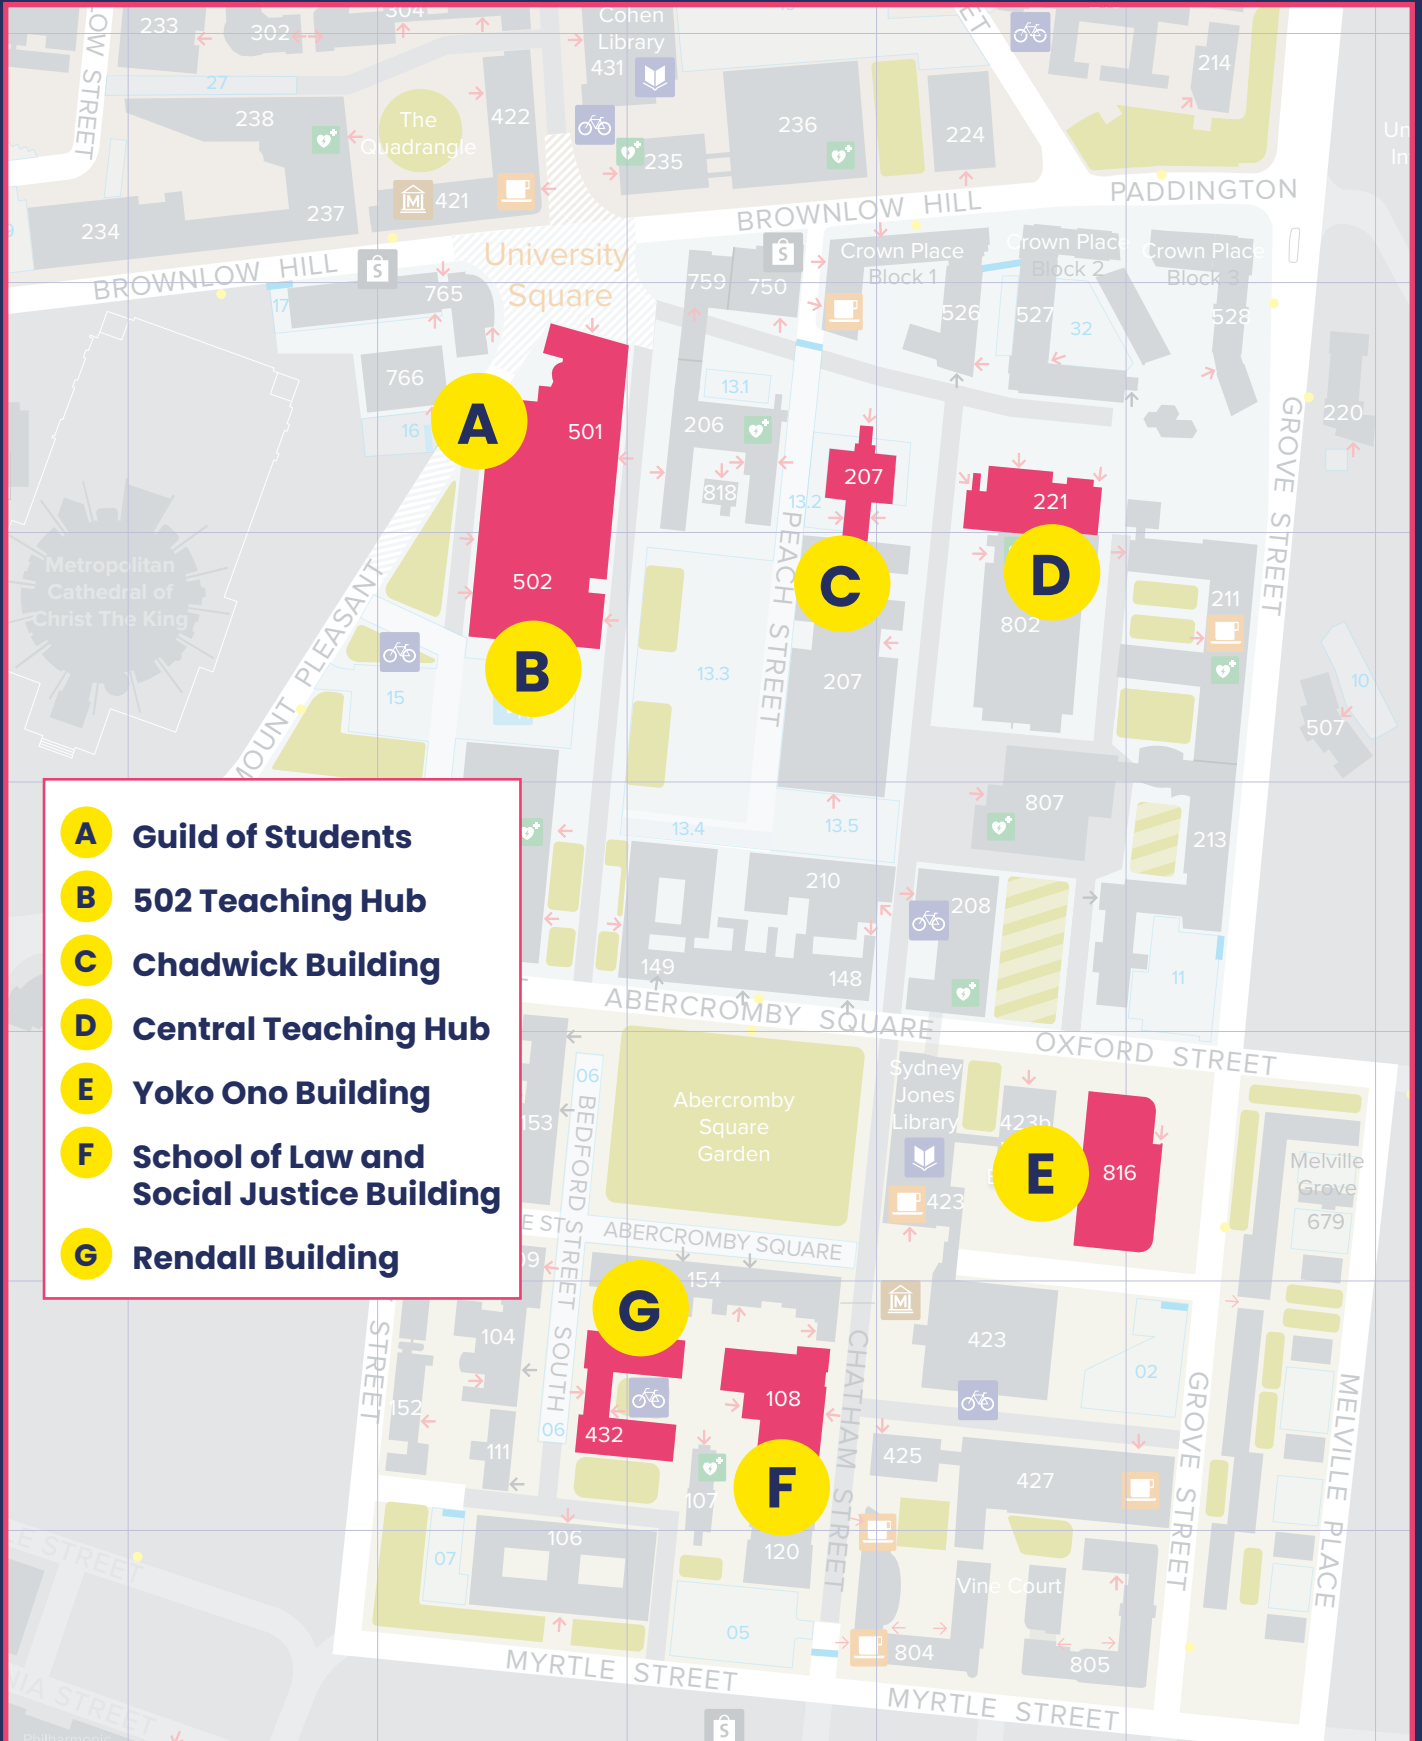 233
302
304
Cohen
Library
431
214
27
238
The
Quadrangle
422
236
224
235
421
237
234
PADDINGTON
BROWNLOW HILL
BROWNLOW HILL
University
Square
S
S
17
765
759
750
Crown Place
Block 1
Crown Place
Block 2
Crown Place
Block 3
526
527
32
528
766
16
A
501
13.1
206
818
13.2
207
221
220
GROVE STREET
Metropolitan
Cathedral of
Christ The King
502
PEACH STREET
C
D
802
211
B
MOUNT PLEASANT
15
13.3
207
10
507
807
213
13.4
13.5
A Guild of Students
B 502 Teaching Hub
C Chadwick Building
D Central Teaching Hub
E Yoko Ono Building
F School of Law and
Social Justice Building
G Rendall Building
210
208
149
148
11
ABERCROMBY SQUARE
OXFORD STREET
153
06
BEDFORD STREET SOUTH
Abercromby
Square
Garden
Sydney
Jones
Library
423b
E
816
423
Melville
Grove
679
ABERCROMBY SQUARE
G
154
104
152
111
06
432
108
F
CHATHAM STREET
423
02
GROVE STREET
MELVILLE PLACE
STREET
425
427
107
106
07
120
Vine Court
05
804
805
MYRTLE STREET
MYRTLE STREET
S